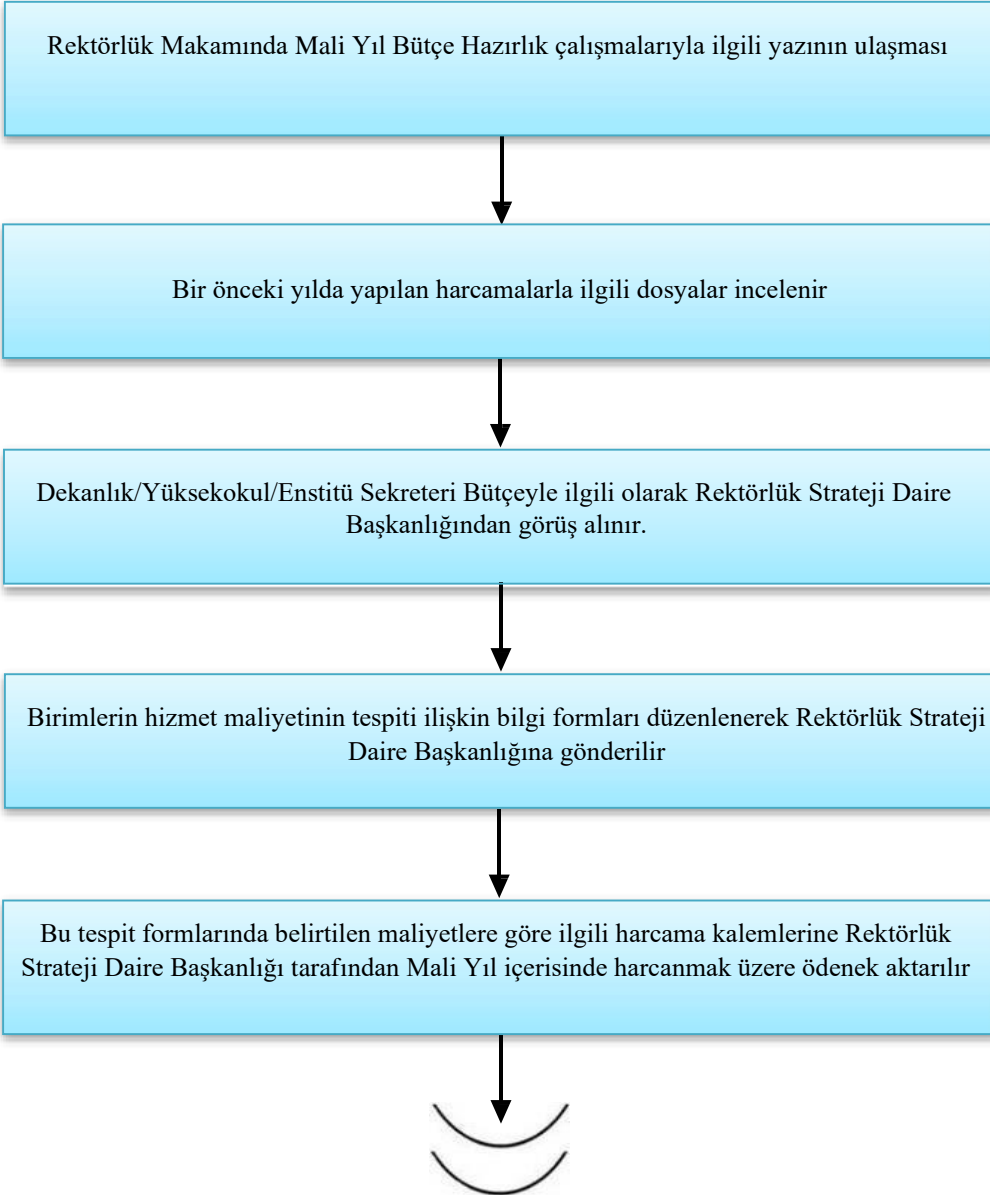 Rektörlük Makamında Mali Yıl Bütçe Hazırlık çalışmalarıyla ilgili yazının ulaşması
Bir önceki yılda yapılan harcamalarla ilgili dosyalar incelenir
Dekanlık/Yüksekokul/Enstitü Sekreteri Bütçeyle ilgili olarak Rektörlük Strateji Daire
Başkanlığından görüş alınır.
Birimlerin hizmet maliyetinin tespiti ilişkin bilgi formları düzenlenerek Rektörlük Strateji
Daire Başkanlığına gönderilir
Bu tespit formlarında belirtilen maliyetlere göre ilgili harcama kalemlerine Rektörlük
Strateji Daire Başkanlığı tarafından Mali Yıl içerisinde harcanmak üzere ödenek aktarılır